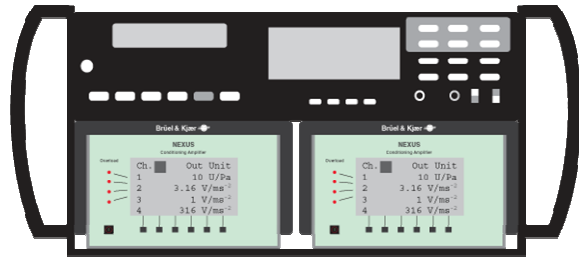 Brüel & Kjær
NEXUS
Conditioning Amplifier
Overload
Ch. Out Unit
1 10 U/Pa
2 3.16 V/ms⁻²
3 1 V/ms⁻²
4 316 V/ms⁻²
Brüel & Kjær
NEXUS
Conditioning Amplifier
Overload
Ch. Out Unit
1 10 U/Pa
2 3.16 V/ms⁻²
3 1 V/ms⁻²
4 316 V/ms⁻²